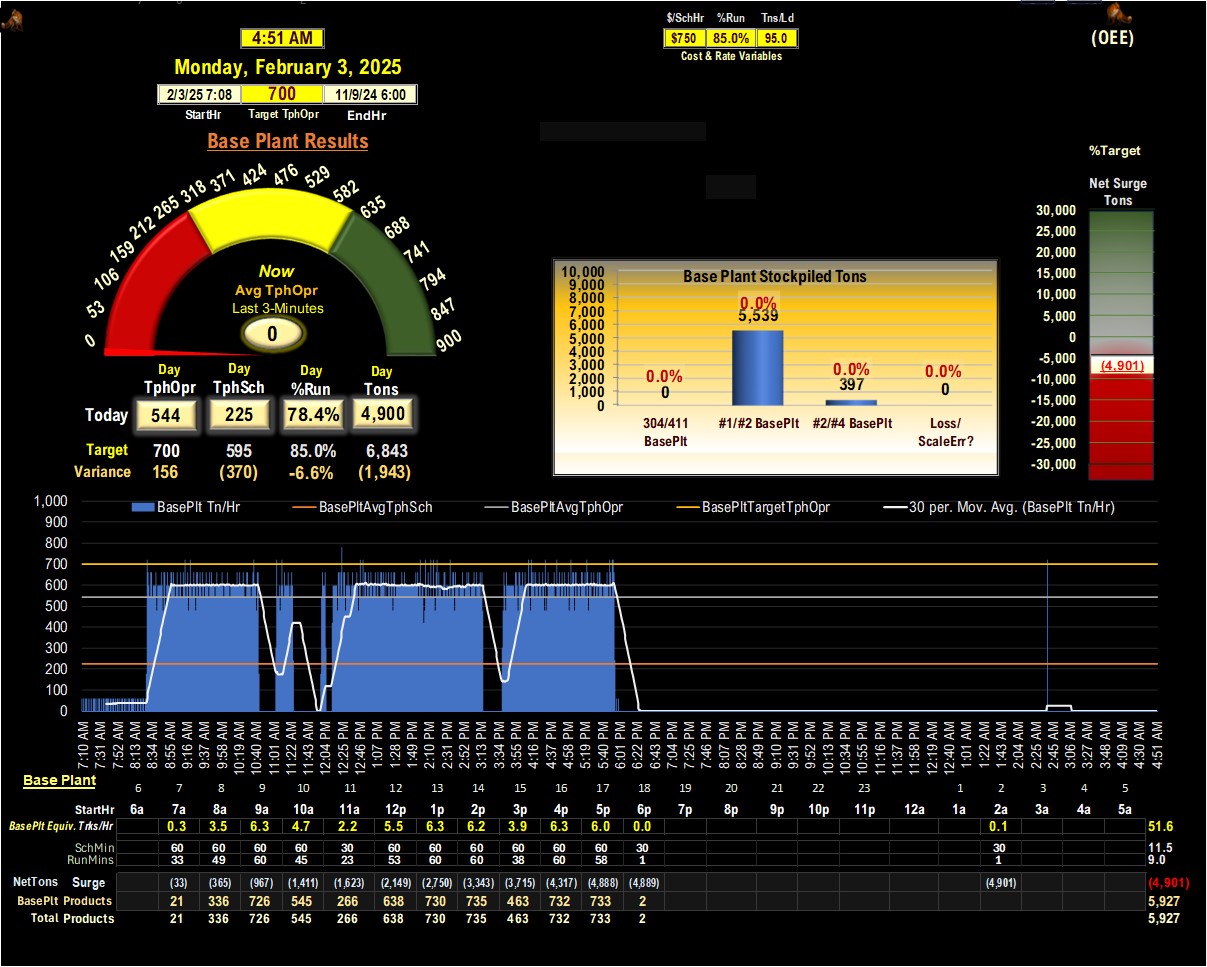 $/SchHr %Run Tns/Ld
$750 85.0% 95.0
Cost & Rate Variables
(OEE)
4:51 AM
Monday, February 3, 2025
2/3/25 7:08 700 11/9/24 6:00
StartHr Target TphOpr EndHr
Base Plant Results
0 53 106 159 212 265 318 371 424 476 529 582 635 688 741 794 847 900
Now
Avg TphOpr
Last 3-Minutes
0
Day Day Day Day
TphOpr TphSch %Run Tons
Today 544 225 78.4% 4,900
Target 700 595 85.0% 6,843
Variance 156 (370) -6.6% (1,943)
Base Plant Stockpiled Tons
10,000
9,000
8,000
7,000
6,000
5,000
4,000
3,000
2,000
1,000
0
0.0% 0.0% 0.0% 0.0%
0 5,539 397 0
304/411 BasePlt
#1/#2 BasePlt
#2/#4 BasePlt
Loss/ ScaleErr?
%Target
Net Surge
Tons
30,000
25,000
20,000
15,000
10,000
5,000
0
-5,000
(4,901)
-10,000
-15,000
-20,000
-25,000
-30,000
BasePlt Tn/Hr BasePltAvgTphSch BasePltAvgTphOpr BasePltTargetTphOpr 30 per. Mov. Avg. (BasePlt Tn/Hr)
1,000
900
800
700
600
500
400
300
200
100
0
7:10 AM 7:31 AM 7:52 AM 8:13 AM 8:34 AM 8:55 AM 9:16 AM 9:37 AM 9:58 AM 10:19 AM 10:40 AM 11:01 AM 11:22 AM 11:43 AM 12:04 PM 12:25 PM 12:46 PM 1:07 PM 1:28 PM 1:49 PM 2:10 PM 2:31 PM 2:52 PM 3:13 PM 3:34 PM 3:55 PM 4:16 PM 4:37 PM 4:58 PM 5:19 PM 5:40 PM 6:01 PM 6:22 PM 6:43 PM 7:04 PM 7:25 PM 7:46 PM 8:07 PM 8:28 PM 8:49 PM 9:10 PM 9:31 PM 9:52 PM 10:13 PM 10:34 PM 10:55 PM 11:16 PM 11:37 PM 11:58 PM 12:19 AM 12:40 AM 1:01 AM 1:22 AM 1:43 AM 2:04 AM 2:25 AM 2:45 AM 3:06 AM 3:27 AM 3:48 AM 4:09 AM 4:30 AM 4:51 AM
Base Plant
6 7 8 9 10 11 12 13 14 15 16 17 18 19 20 21 22 23 1 2 3 4 5
StartHr 6a 7a 8a 9a 10a 11a 12p 1p 2p 3p 4p 5p 6p 7p 8p 9p 10p 11p 12a 1a 2a 3a 4a 5a
BasePlt Equiv. Trks/Hr 0.3 3.5 6.3 4.7 2.2 5.5 6.3 6.2 3.9 6.3 6.0 0.0 0.1 51.6
SchMin 60 60 60 60 30 60 60 60 60 60 60 30 30 11.5
RunMins 33 49 60 45 23 53 60 60 38 60 58 1 1 9.0
NetTons Surge (33) (365) (967) (1,411) (1,623) (2,149) (2,750) (3,343) (3,715) (4,317) (4,888) (4,889) (4,901) (4,901)
BasePlt Products 21 336 726 545 266 638 730 735 463 732 733 2 5,927
Total Products 21 336 726 545 266 638 730 735 463 732 733 2 5,927